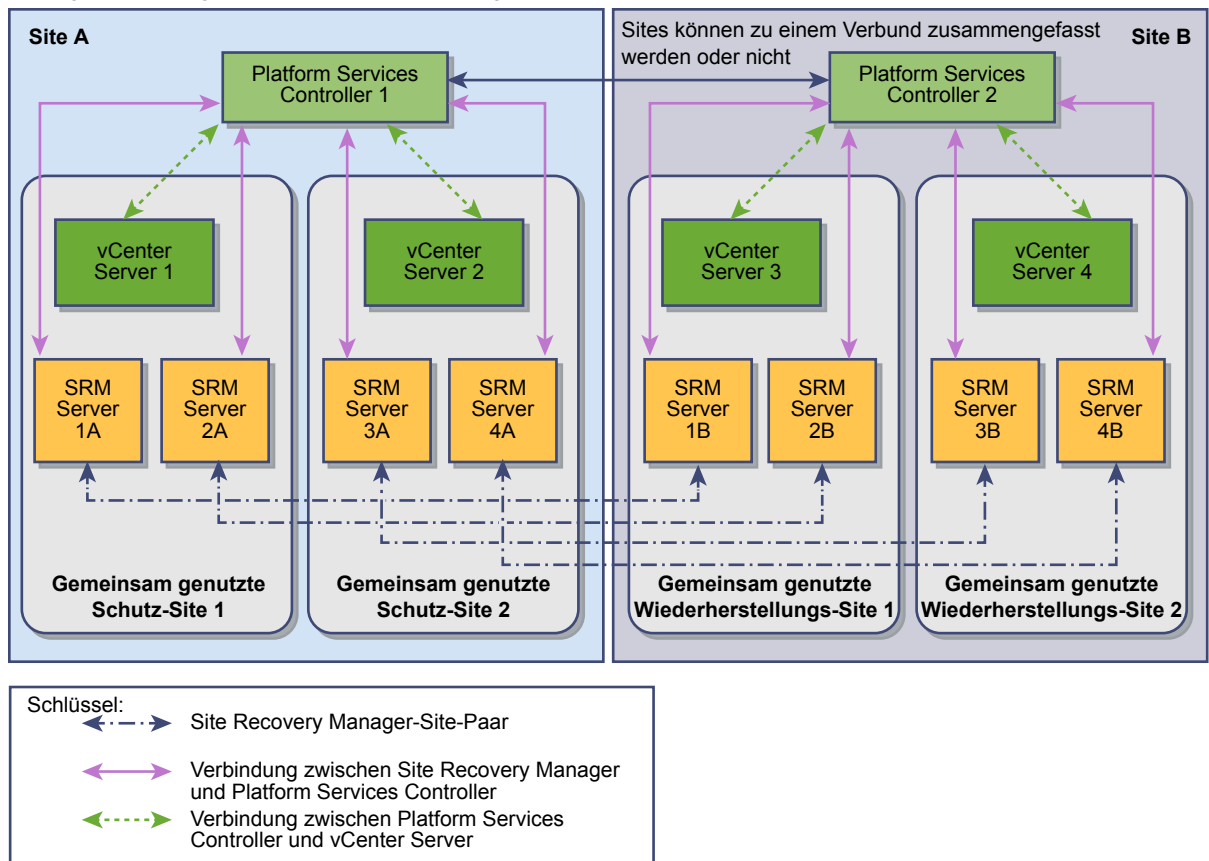 Site A
Sites können zu einem Verbund zusammengefasst
werden oder nicht
Site B
Platform Services
Controller 1
Platform Services
Controller 2
vCenter
Server 1
vCenter
Server 2
vCenter
Server 3
vCenter
Server 4
SRM
Server
1A
SRM
Server
2A
SRM
Server
3A
SRM
Server
4A
SRM
Server
1B
SRM
Server
2B
SRM
Server
3B
SRM
Server
4B
Gemeinsam genutzte
Schutz-Site 1
Gemeinsam genutzte
Schutz-Site 2
Gemeinsam genutzte
Wiederherstellungs-Site 1
Gemeinsam genutzte
Wiederherstellungs-Site 2
Schlüssel:
Site Recovery Manager-Site-Paar
Verbindung zwischen Site Recovery Manager
und Platform Services Controller
Verbindung zwischen Platform Services
Controller und vCenter Server